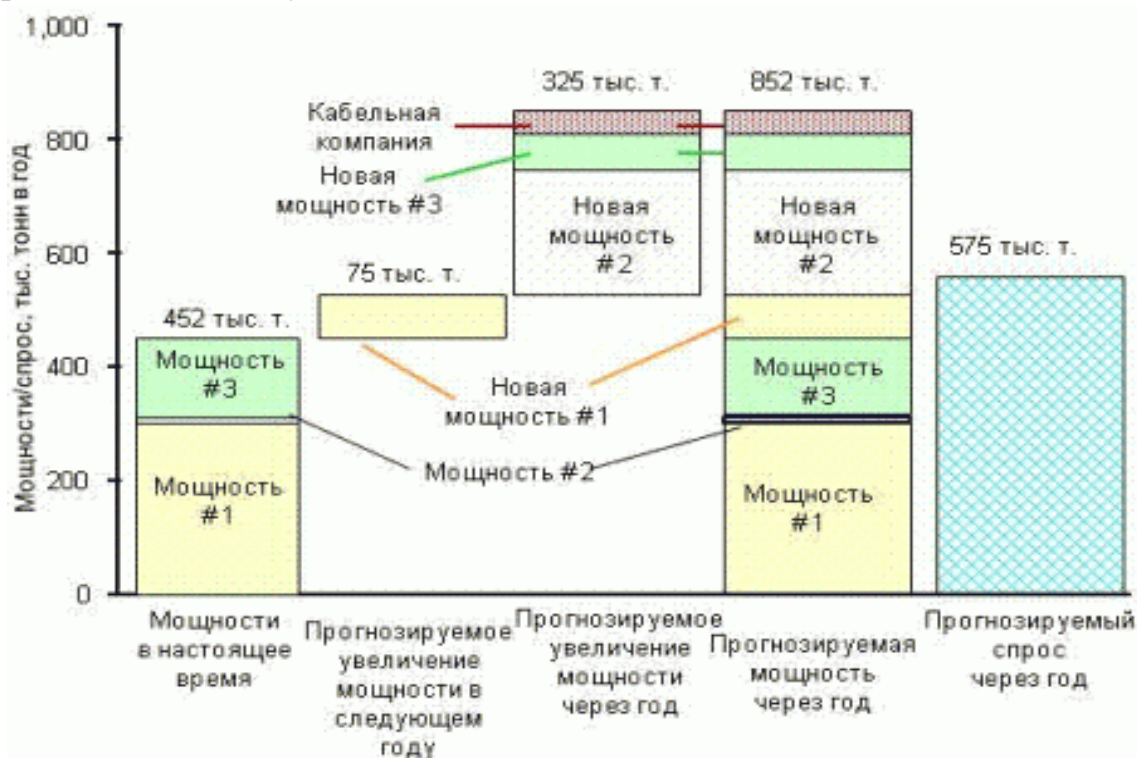 Мощности/спрос, тыс. тонн в год
1,000
800
600
400
200
0
452 тыс. т.
Мощность
#3
Мощность
#1
75 тыс. т.
325 тыс. т.
852 тыс. т.
575 тыс. т.
Кабельная
компания
Новая
мощность #3
Новая
мощность
#2
Новая
мощность
#2
Новая
мощность #1
Мощность #2
Мощность
#3
Мощность
#1
Мощности
в настоящее
время
Прогнозируемое
увеличение
мощности в
следующем
году
Прогнозируемое
увеличение
мощности
через год
Прогнозируемая
мощность
через год
Прогнозируемый
спрос
через год